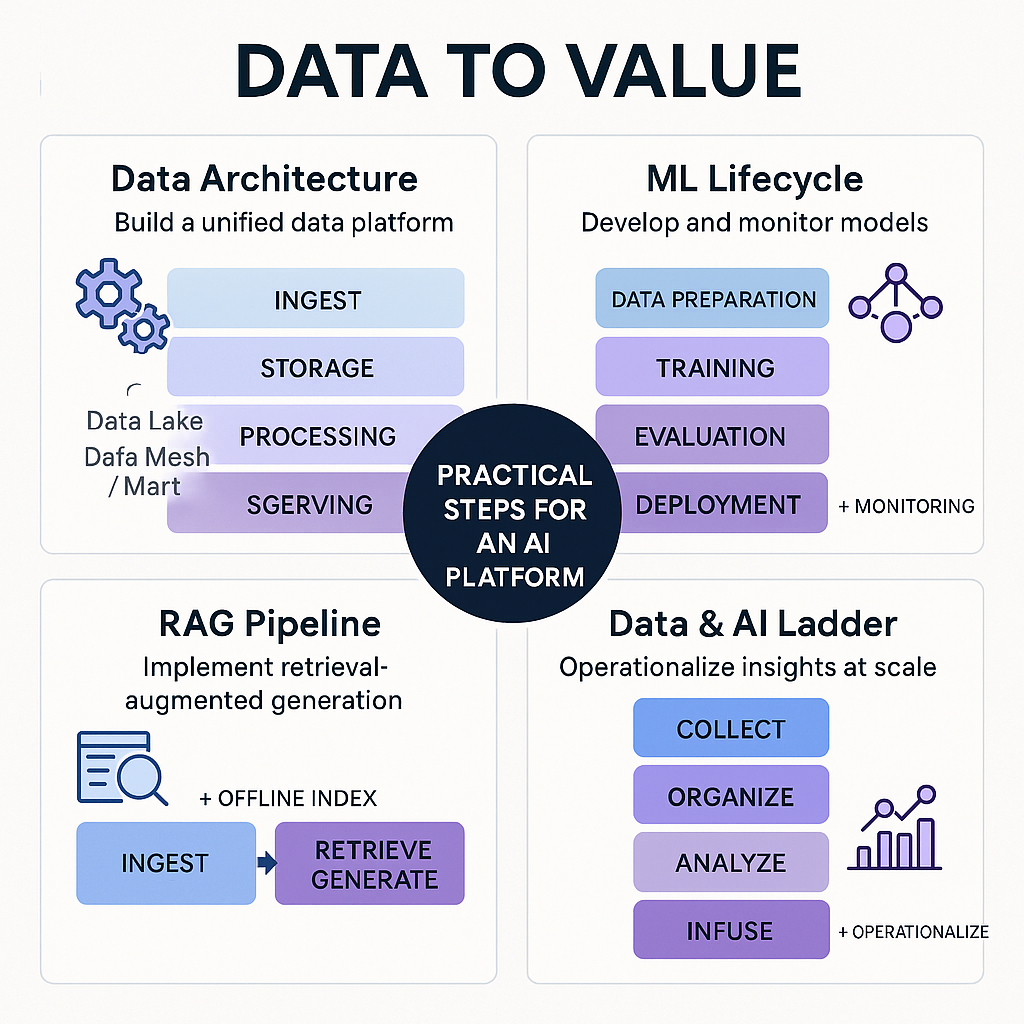 DATA TO VALUE
Data Architecture
Build a unified data platform
INGEST
STORAGE
PROCESSING
SGERVING
Data Lake
Dafa Mesh
/ Mart
ML Lifecycle
Develop and monitor models
DATA PREPARATION
TRAINING
EVALUATION
DEPLOYMENT
+ MONITORING
PRACTICAL
STEPS FOR
AN AI
PLATFORM
RAG Pipeline
Implement retrieval-
augmented generation
+ OFFLINE INDEX
INGEST
RETRIEVE
GENERATE
Data & AI Ladder
Operationalize insights at scale
COLLECT
ORGANIZE
ANALYZE
INFUSE
+ OPERATIONALIZE